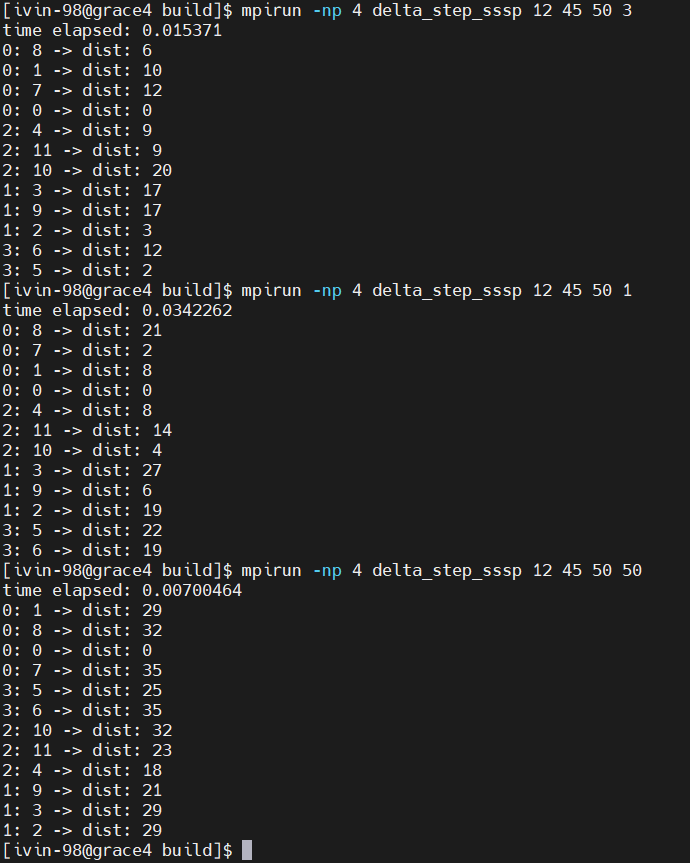 [ivin-98@grace4 build]$ mpirun -np 4 delta_step_sssp 12 45 50 3
time elapsed: 0.015371
0: 8 -> dist: 6
0: 1 -> dist: 10
0: 7 -> dist: 12
0: 0 -> dist: 0
2: 4 -> dist: 9
2: 11 -> dist: 9
2: 10 -> dist: 20
1: 3 -> dist: 17
1: 9 -> dist: 17
1: 2 -> dist: 3
3: 6 -> dist: 12
3: 5 -> dist: 2
[ivin-98@grace4 build]$ mpirun -np 4 delta_step_sssp 12 45 50 1
time elapsed: 0.0342262
0: 8 -> dist: 21
0: 7 -> dist: 2
0: 1 -> dist: 8
0: 0 -> dist: 0
2: 4 -> dist: 8
2: 11 -> dist: 14
2: 10 -> dist: 4
1: 3 -> dist: 27
1: 9 -> dist: 6
1: 2 -> dist: 19
3: 5 -> dist: 22
3: 6 -> dist: 19
[ivin-98@grace4 build]$ mpirun -np 4 delta_step_sssp 12 45 50 50
time elapsed: 0.00700464
0: 1 -> dist: 29
0: 8 -> dist: 32
0: 0 -> dist: 0
0: 7 -> dist: 35
3: 5 -> dist: 25
3: 6 -> dist: 35
2: 10 -> dist: 32
2: 11 -> dist: 23
2: 4 -> dist: 18
1: 9 -> dist: 21
1: 3 -> dist: 29
1: 2 -> dist: 29
[ivin-98@grace4 build]$